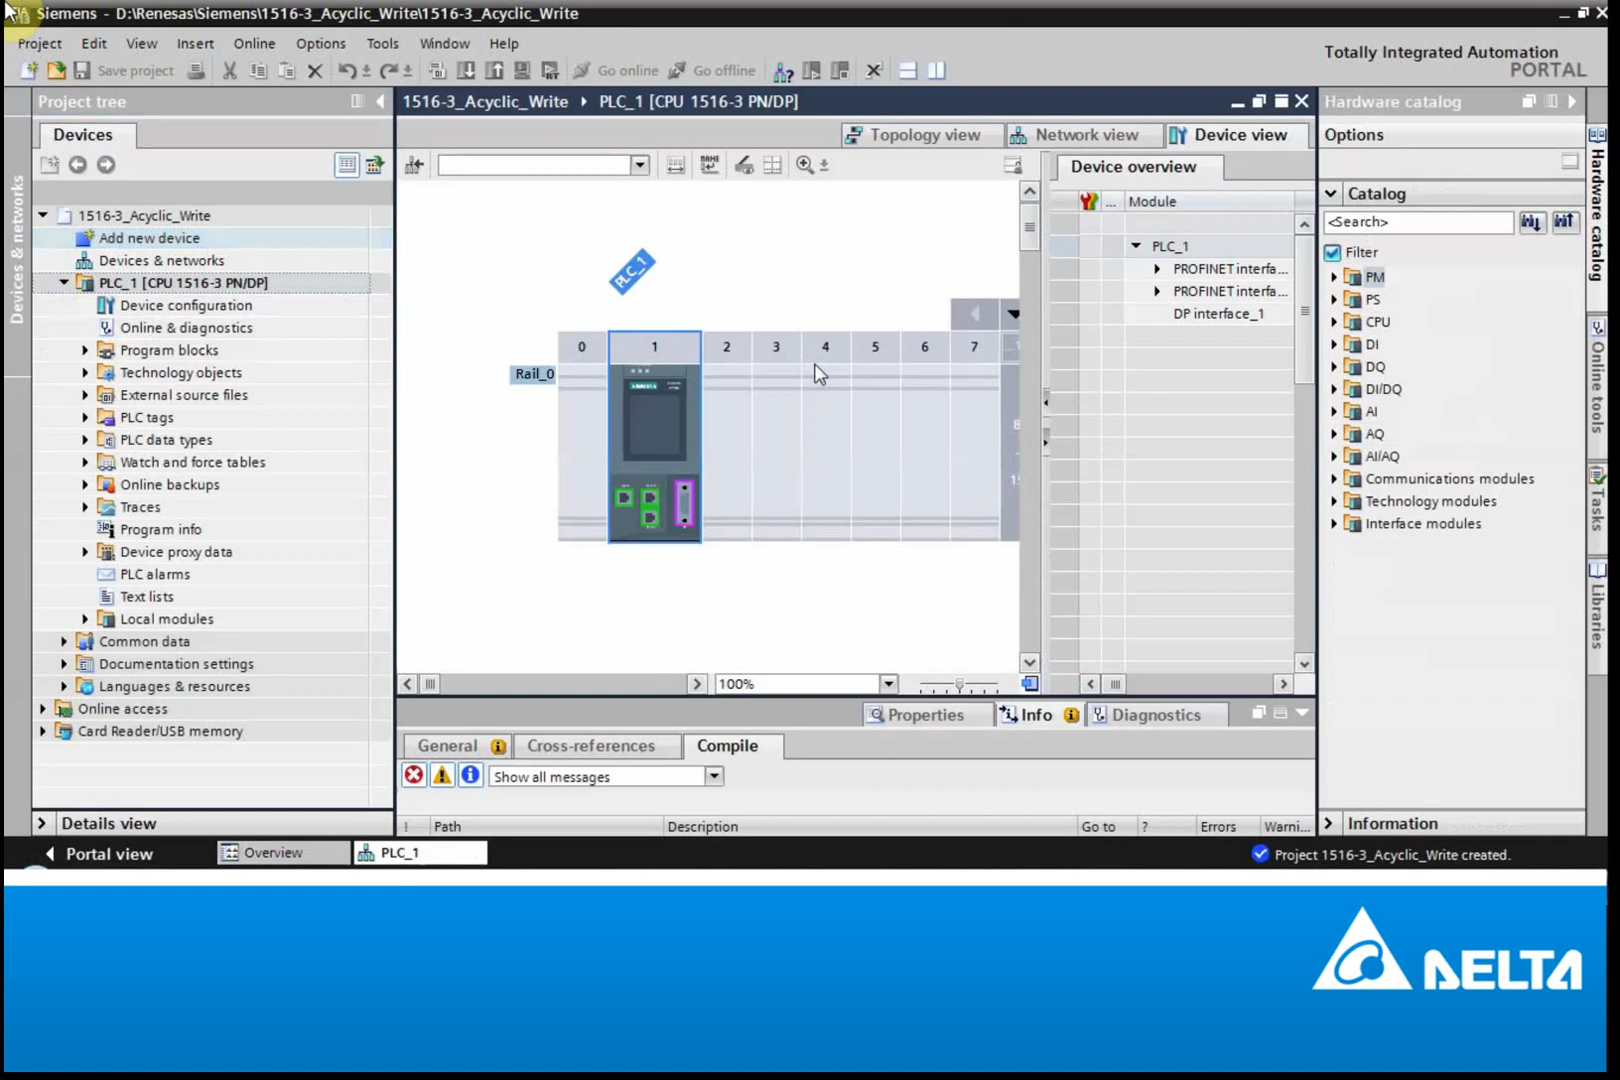 Siemens - D:\Renesas\Siemens\1516-3_Acyclic_Write\1516-3_Acyclic_Write
Project Edit View Insert Online Options Tools Window Help
Totally Integrated Automation
PORTAL
Save project Go online Go offline
Project tree
1516-3_Acyclic_Write PLC_1 [CPU 1516-3 PN/DP]
Hardware catalog
Devices
Topology view Network view Device view
Options
Device overview
... Module
Catalog
<Search>
Filter
Devices & networks
1516-3_Acyclic_Write
Add new device
Devices & networks
PLC_1 [CPU 1516-3 PN/DP]
Device configuration
Online & diagnostics
Program blocks
Technology objects
External source files
PLC tags
PLC data types
Watch and force tables
Online backups
Traces
Program info
Device proxy data
PLC alarms
Text lists
Local modules
Common data
Documentation settings
Languages & resources
Online access
Card Reader/USB memory
Details view
PLC_1
0 1 2 3 4 5 6 7
Rail_0
SIEMENS
100%
PLC_1
PROFINET interfa...
PROFINET interfa...
DP interface_1
PM
PS
CPU
DI
DQ
DI/DQ
AI
AQ
AI/AQ
Communications modules
Technology modules
Interface modules
Information
Hardware catalog
Online tools
Tasks
Libraries
Properties Info Diagnostics
General Cross-references Compile
Show all messages
! Path Description Go to ? Errors Warni...
Portal view Overview PLC_1
Project 1516-3_Acyclic_Write created.
DELTA